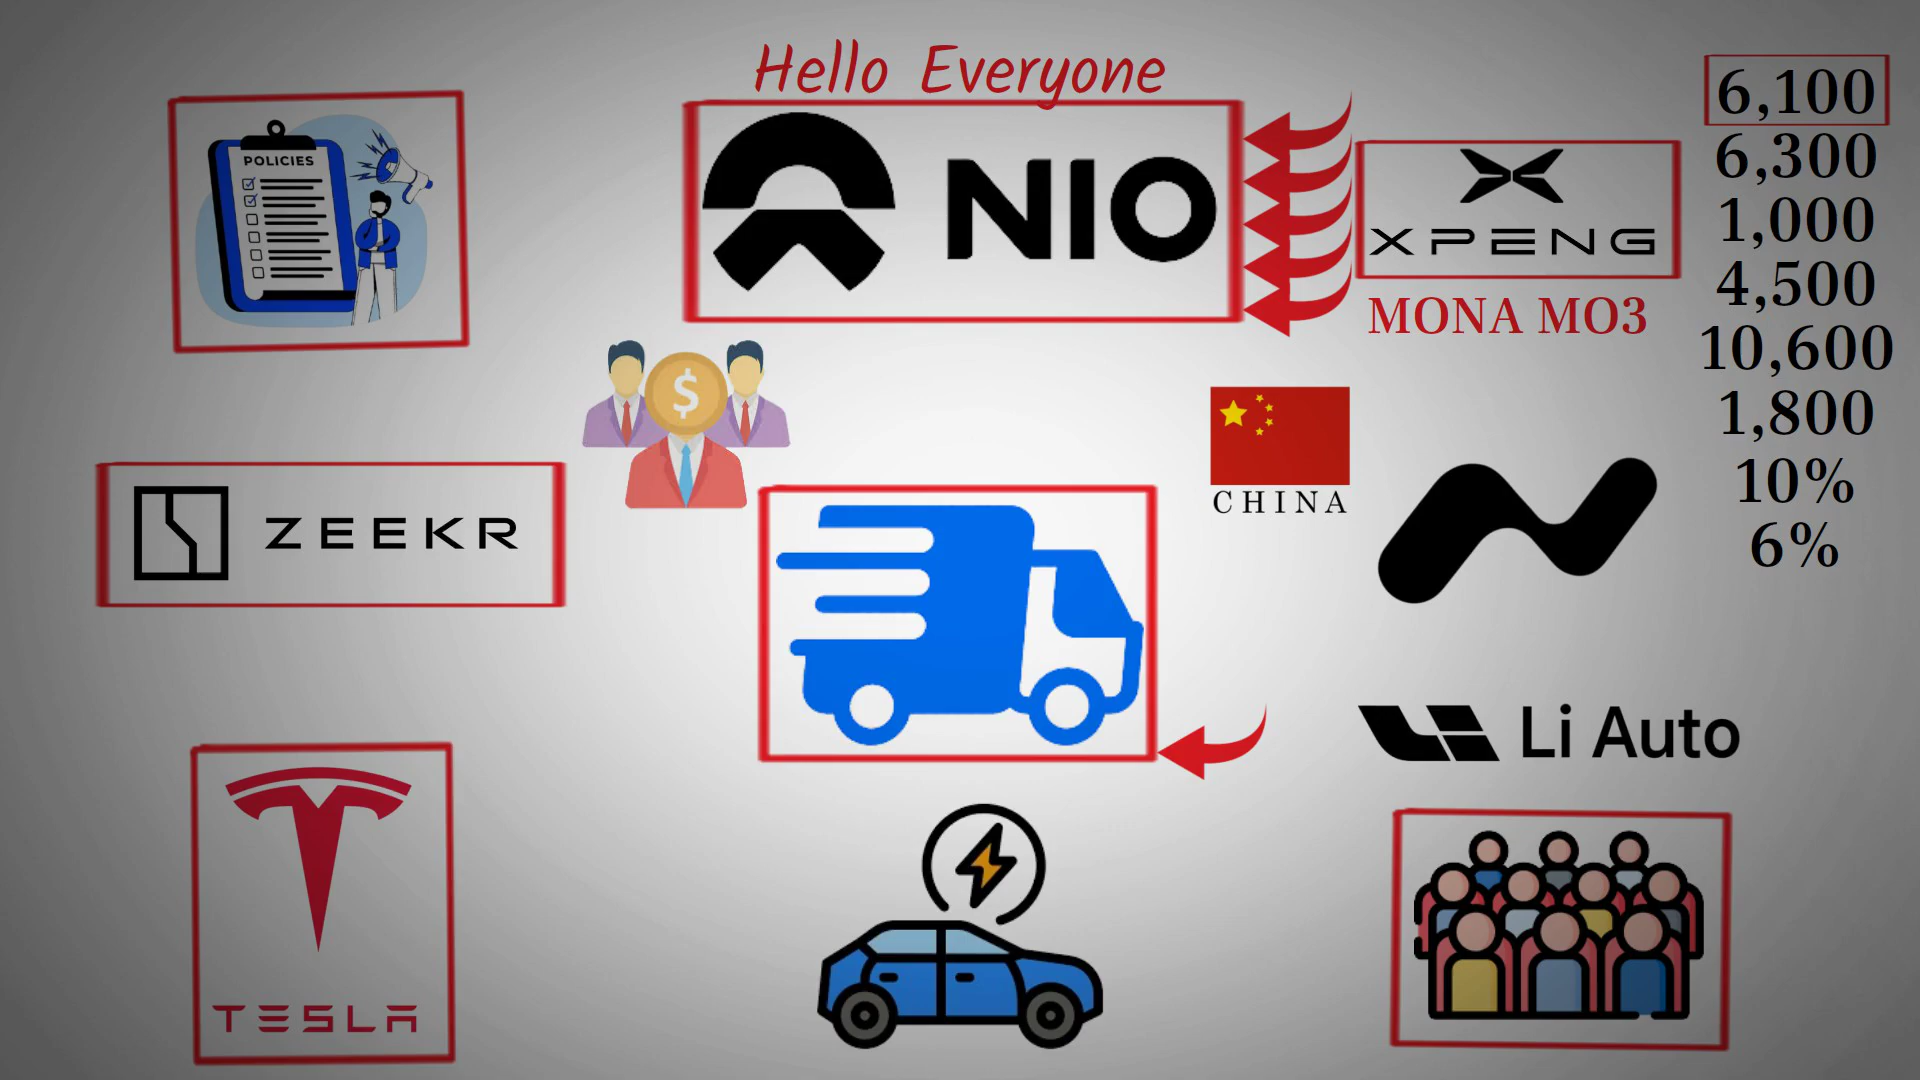 Hello Everyone
POLICIES
NIO
XPENG
MONA MO3
6,100
6,300
1,000
4,500
10,600
1,800
10%
6%
CHINA
ZEEKR
Li Auto
TESLA